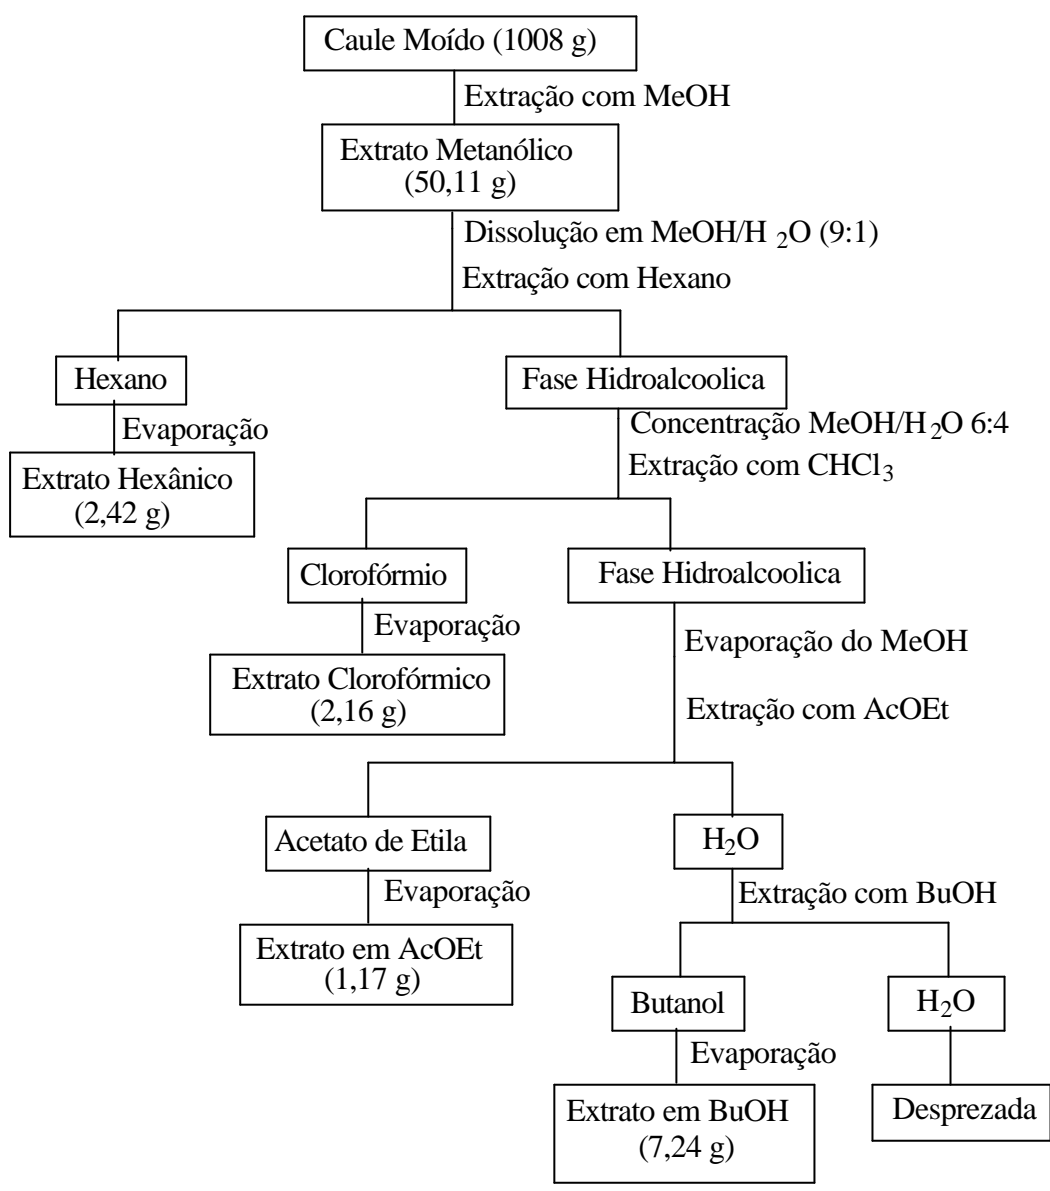 Caule Moído (1008 g)
Extração com MeOH
Extrato Metanólico
(50,11 g)
Dissolução em MeOH/H 2O (9:1)
Extração com Hexano
Hexano
Fase Hidroalcoolica
Evaporação
Concentração MeOH/H2O 6:4
Extrato Hexânico
(2,42 g)
Extração com CHCl3
Clorofórmio
Fase Hidroalcoolica
Evaporação
Evaporação do MeOH
Extrato Clorofórmico
(2,16 g)
Extração com AcOEt
Acetato de Etila
H2O
Evaporação
Extração com BuOH
Extrato em AcOEt
(1,17 g)
Butanol
H2O
Evaporação
Extrato em BuOH
(7,24 g)
Desprezada